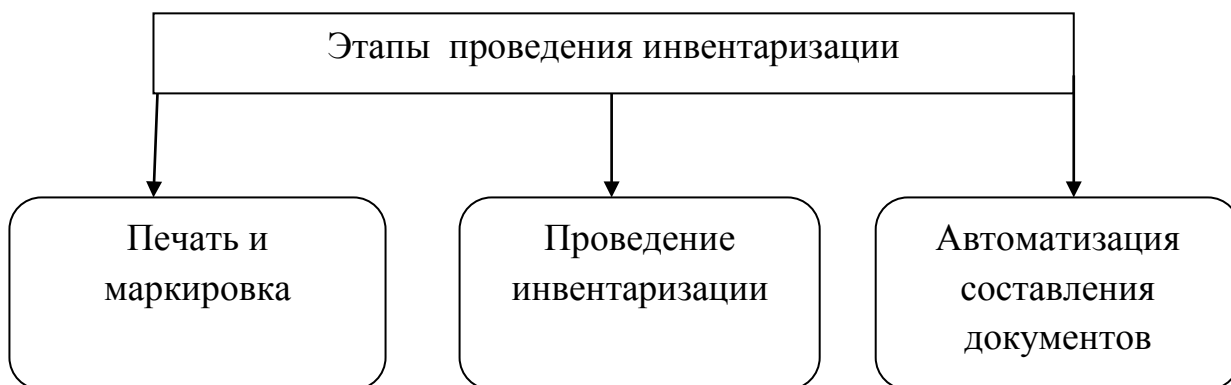 Этапы проведения инвентаризации
Печать и
маркировка
Проведение
инвентаризации
Автоматизация
составления
документов